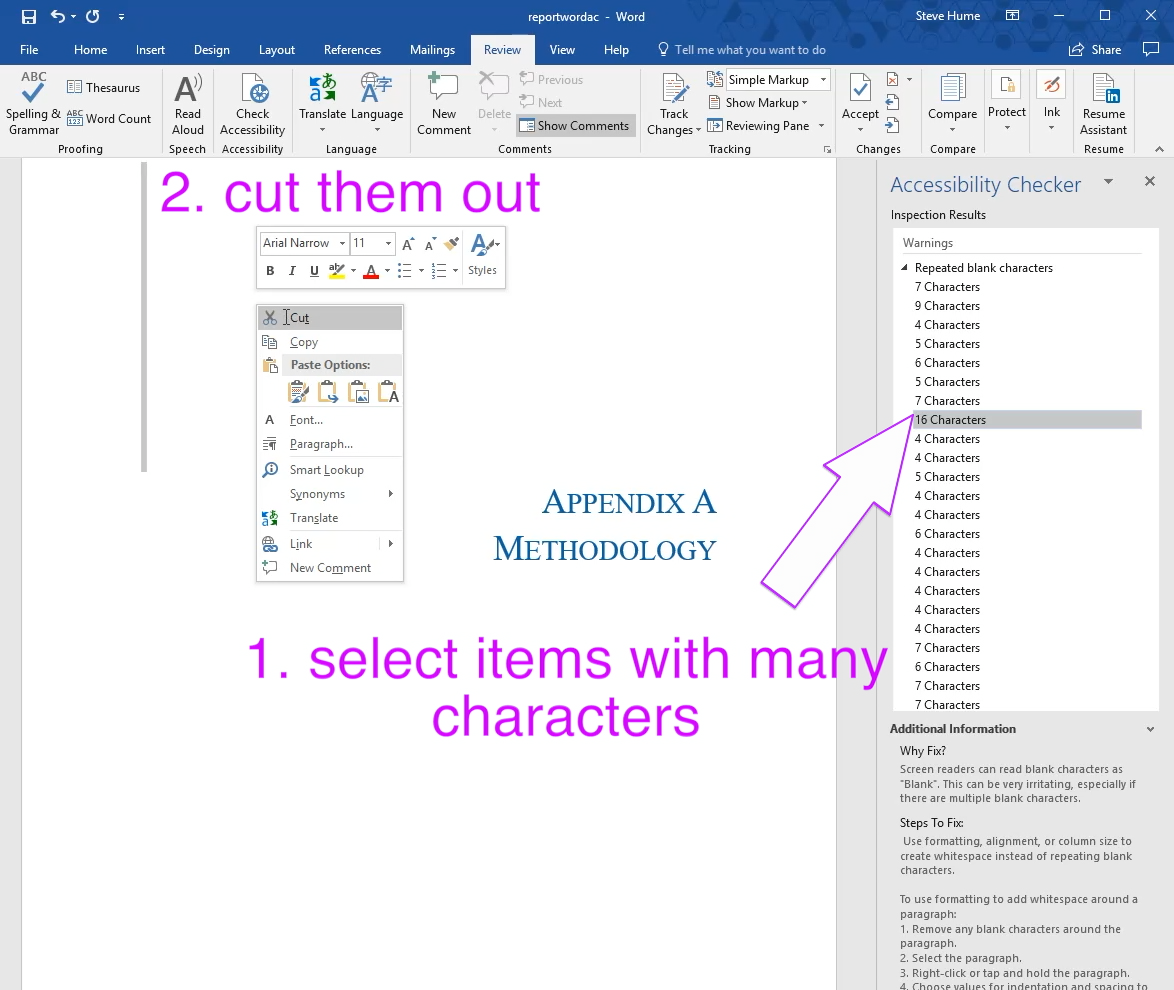 reportwordac - Word
Steve Hume
File Home Insert Design Layout References Mailings Review View Help Tell me what you want to do Share
ABC
Spelling & Grammar
Thesaurus
ABC
123
Word Count
Proofing
A
Read Aloud
Speech
Check Accessibility
Accessibility
Translate
Language
Language
New Comment
Delete
Previous
Next
Show Comments
Comments
Track Changes
Simple Markup
Show Markup
Reviewing Pane
Tracking
Accept
Changes
Compare
Compare
Protect
Ink
Resume Assistant
Resume
2. cut them out
Arial Narrow 11 A A
Styles
B I U ab A
Cut
Copy
Paste Options:
A Font...
Paragraph...
Smart Lookup
Synonyms
Translate
Link
New Comment
APPENDIX A
METHODOLOGY
1. select items with many
characters
Accessibility Checker
Inspection Results
Warnings
Repeated blank characters
7 Characters
9 Characters
4 Characters
5 Characters
6 Characters
5 Characters
7 Characters
16 Characters
4 Characters
4 Characters
5 Characters
4 Characters
4 Characters
6 Characters
4 Characters
4 Characters
4 Characters
4 Characters
4 Characters
7 Characters
6 Characters
7 Characters
7 Characters
Additional Information
Why Fix?
Screen readers can read blank characters as
"Blank". This can be very irritating, especially if
there are multiple blank characters.
Steps To Fix:
Use formatting, alignment, or column size to
create whitespace instead of repeating blank
characters.
To use formatting to add whitespace around a
paragraph:
1. Remove any blank characters around the
paragraph.
2. Select the paragraph.
3. Right-click or tap and hold the paragraph.
4. Choose values for indentation and spacing to